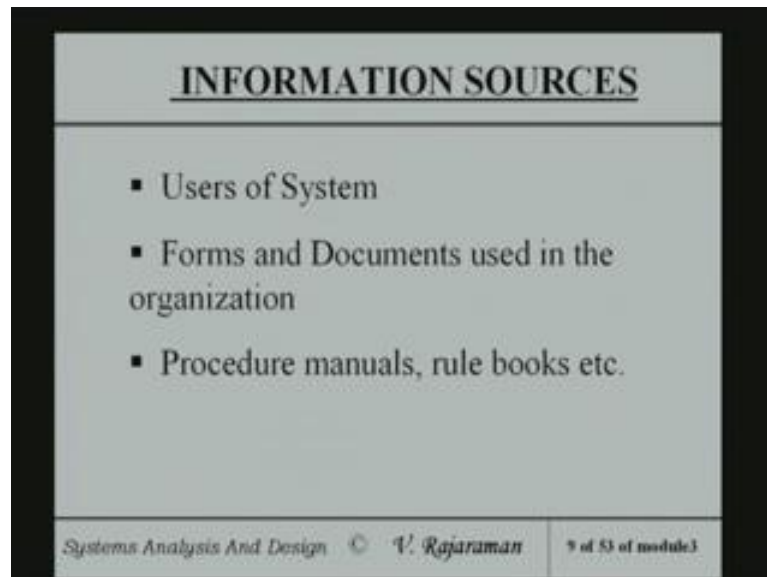 INFORMATION SOURCES
▪ Users of System
▪ Forms and Documents used in the
organization
▪ Procedure manuals, rule books etc.
Systems Analysis And Design © V. Rajaraman
9 of 53 of module3